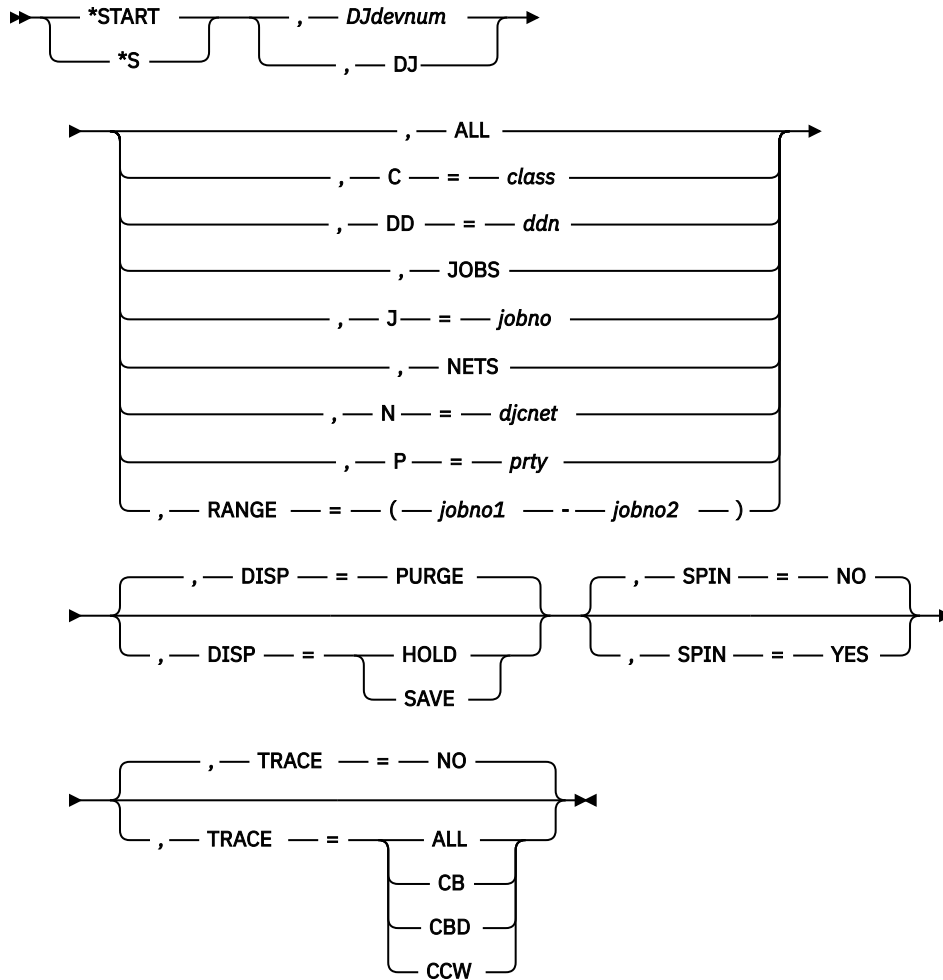 *START , DJdevnum
*S , DJ
, ALL
, C = class
, DD = ddn
, JOBS
, J = jobno
, NETS
, N = djcnet
, P = prty
, RANGE = ( jobno1 - jobno2 )
, DISP = PURGE , SPIN = NO
, DISP = HOLD , SPIN = YES
SAVE
, TRACE = NO
, TRACE = ALL
CB
CBD
CCW